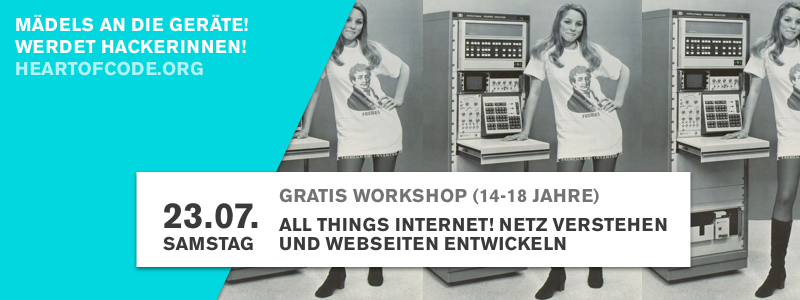 MÄDELS AN DIE GERÄTE!
WERDET HACKERINNEN!
HEARTOFCODE.ORG
23.07.
SAMSTAG
GRATIS WORKSHOP (14-18 JAHRE)
ALL THINGS INTERNET! NETZ VERSTEHEN
UND WEBSEITEN ENTWICKELN
FOURIER